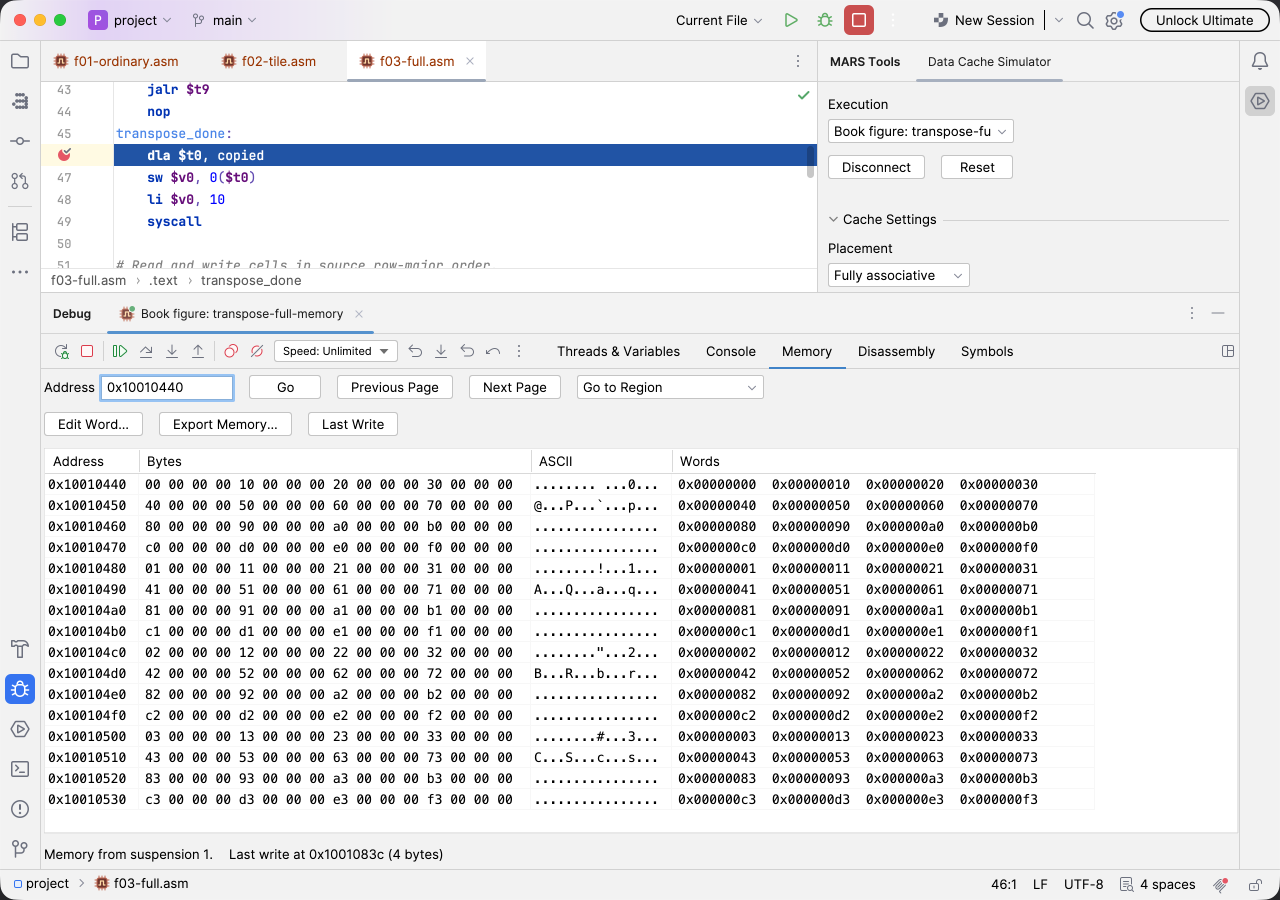 P project main Current File New Session Unlock Ultimate
f01-ordinary.asm f02-tile.asm f03-full.asm
43 jalr $t9
44 nop
45 transpose_done:
dla $t0, copied
47 sw $v0, 0($t0)
48 li $v0, 10
49 syscall
50
51 # Read and write cells in source row-major order
f03-full.asm › .text › transpose_done
MARS Tools Data Cache Simulator
Execution
Book figure: transpose-fu
Disconnect Reset
Cache Settings
Placement
Fully associative
Debug Book figure: transpose-full-memory
Speed: Unlimited Threads & Variables Console Memory Disassembly Symbols
Address 0x10010440 Go Previous Page Next Page Go to Region
Edit Word... Export Memory... Last Write
Address Bytes ASCII Words
0x10010440 00 00 00 00 10 00 00 00 20 00 00 00 30 00 00 00 ........ ...0... 0x00000000 0x00000010 0x00000020 0x00000030
0x10010450 40 00 00 00 50 00 00 00 60 00 00 00 70 00 00 00 @...P...`...p... 0x00000040 0x00000050 0x00000060 0x00000070
0x10010460 80 00 00 00 90 00 00 00 a0 00 00 00 b0 00 00 00 ................ 0x00000080 0x00000090 0x000000a0 0x000000b0
0x10010470 c0 00 00 00 d0 00 00 00 e0 00 00 00 f0 00 00 00 ................ 0x000000c0 0x000000d0 0x000000e0 0x000000f0
0x10010480 01 00 00 00 11 00 00 00 21 00 00 00 31 00 00 00 ........!...1... 0x00000001 0x00000011 0x00000021 0x00000031
0x10010490 41 00 00 00 51 00 00 00 61 00 00 00 71 00 00 00 A...Q...a...q... 0x00000041 0x00000051 0x00000061 0x00000071
0x100104a0 81 00 00 00 91 00 00 00 a1 00 00 00 b1 00 00 00 ................ 0x00000081 0x00000091 0x000000a1 0x000000b1
0x100104b0 c1 00 00 00 d1 00 00 00 e1 00 00 00 f1 00 00 00 ................ 0x000000c1 0x000000d1 0x000000e1 0x000000f1
0x100104c0 02 00 00 00 12 00 00 00 22 00 00 00 32 00 00 00 ........"...2... 0x00000002 0x00000012 0x00000022 0x00000032
0x100104d0 42 00 00 00 52 00 00 00 62 00 00 00 72 00 00 00 B...R...b...r... 0x00000042 0x00000052 0x00000062 0x00000072
0x100104e0 82 00 00 00 92 00 00 00 a2 00 00 00 b2 00 00 00 ................ 0x00000082 0x00000092 0x000000a2 0x000000b2
0x100104f0 c2 00 00 00 d2 00 00 00 e2 00 00 00 f2 00 00 00 ................ 0x000000c2 0x000000d2 0x000000e2 0x000000f2
0x10010500 03 00 00 00 13 00 00 00 23 00 00 00 33 00 00 00 ........#...3... 0x00000003 0x00000013 0x00000023 0x00000033
0x10010510 43 00 00 00 53 00 00 00 63 00 00 00 73 00 00 00 C...S...c...s... 0x00000043 0x00000053 0x00000063 0x00000073
0x10010520 83 00 00 00 93 00 00 00 a3 00 00 00 b3 00 00 00 ................ 0x00000083 0x00000093 0x000000a3 0x000000b3
0x10010530 c3 00 00 00 d3 00 00 00 e3 00 00 00 f3 00 00 00 ................ 0x000000c3 0x000000d3 0x000000e3 0x000000f3
Memory from suspension 1. Last write at 0x1001083c (4 bytes)
project › f03-full.asm 46:1 LF UTF-8 4 spaces